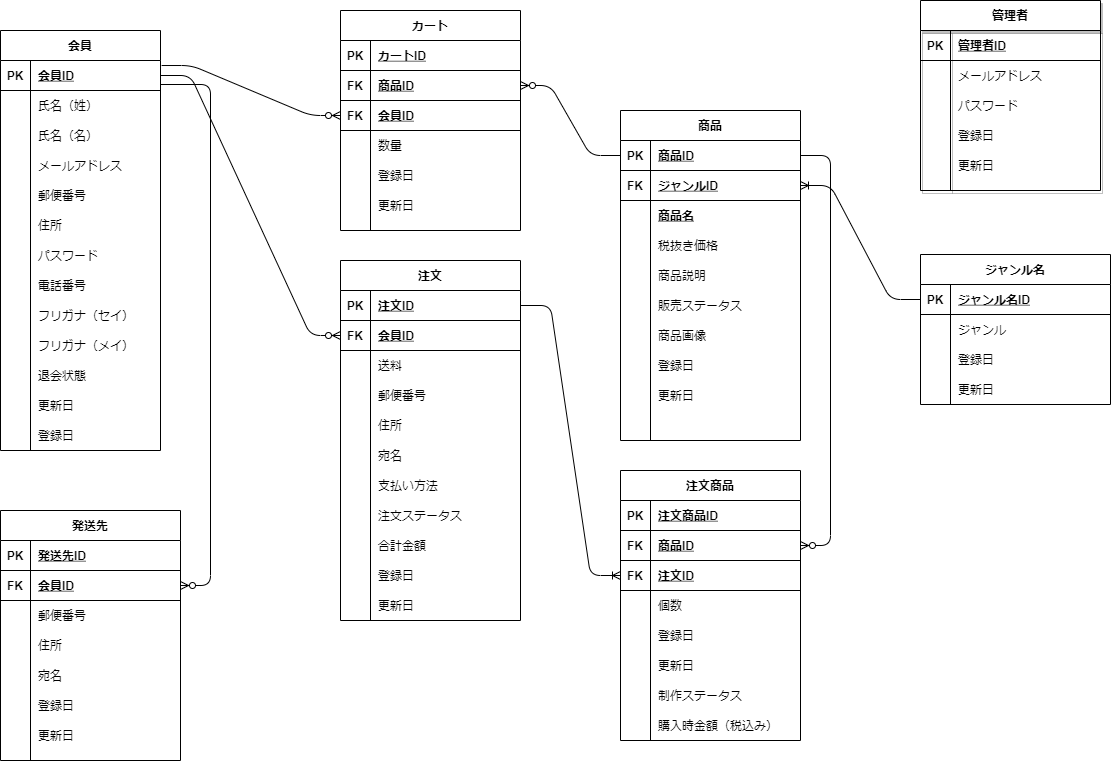 会員
PK 会員ID
氏名（姓）
氏名（名）
メールアドレス
郵便番号
住所
パスワード
電話番号
フリガナ（セイ）
フリガナ（メイ）
退会状態
更新日
登録日
発送先
PK 発送先ID
FK 会員ID
郵便番号
住所
宛名
登録日
更新日
カート
PK カートID
FK 商品ID
FK 会員ID
数量
登録日
更新日
注文
PK 注文ID
FK 会員ID
送料
郵便番号
住所
宛名
支払い方法
注文ステータス
合計金額
登録日
更新日
商品
PK 商品ID
FK ジャンルID
商品名
税抜き価格
商品説明
販売ステータス
商品画像
登録日
更新日
注文商品
PK 注文商品ID
FK 商品ID
FK 注文ID
個数
登録日
更新日
制作ステータス
購入時金額（税込み）
管理者
PK 管理者ID
メールアドレス
パスワード
登録日
更新日
ジャンル名
PK ジャンル名ID
ジャンル
登録日
更新日